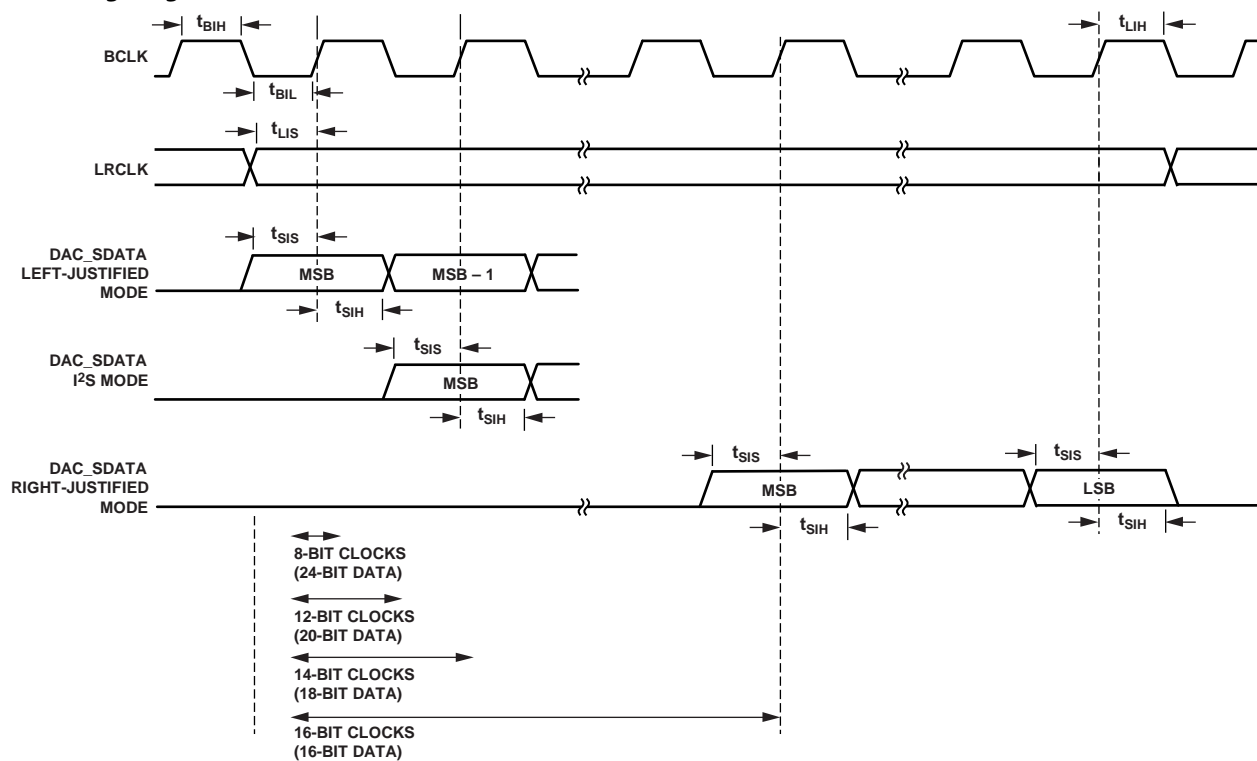 tBIH
tLIH
BCLK
tBIL
tLIS
LRCLK
tSIS
DAC_SDATA
LEFT-JUSTIFIED
MODE
MSB
MSB – 1
tSIH
tSIS
DAC_SDATA
I2S MODE
MSB
tSIH
tSIS
tSIS
DAC_SDATA
RIGHT-JUSTIFIED
MODE
MSB
LSB
tSIH
tSIH
8-BIT CLOCKS
(24-BIT DATA)
12-BIT CLOCKS
(20-BIT DATA)
14-BIT CLOCKS
(18-BIT DATA)
16-BIT CLOCKS
(16-BIT DATA)